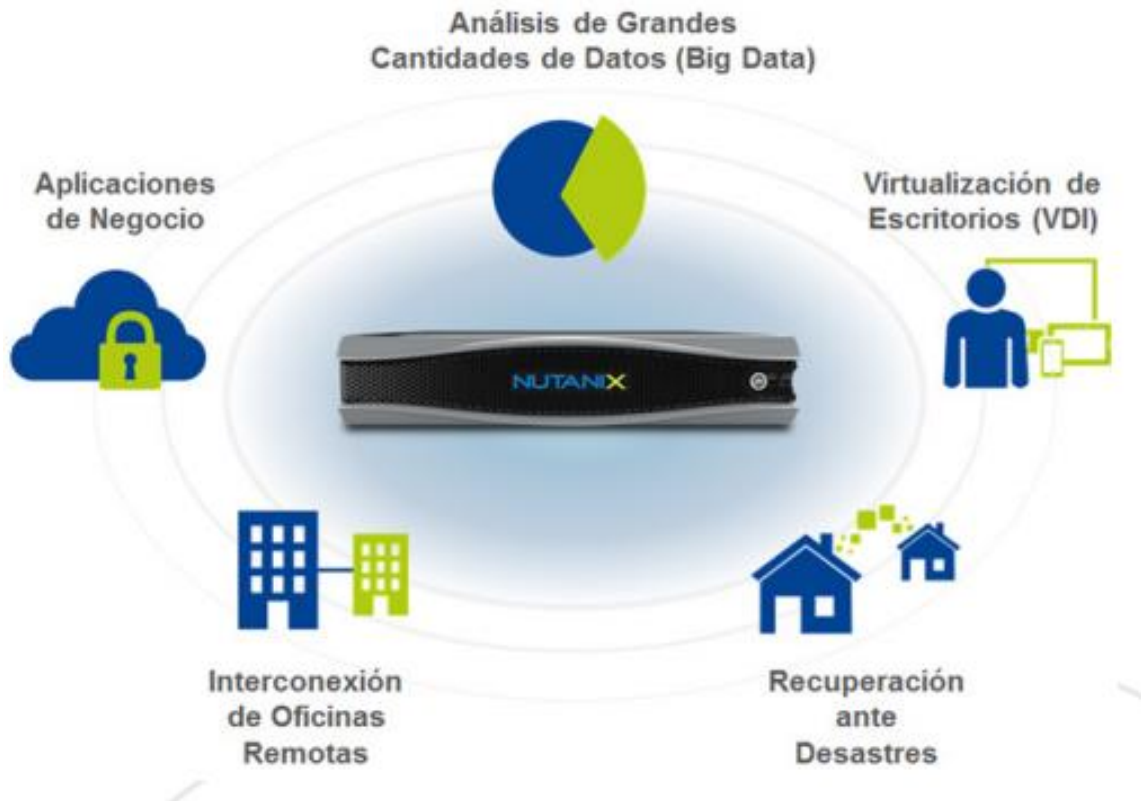 Análisis de Grandes
Cantidades de Datos (Big Data)
Aplicaciones
de Negocio
Virtualización de
Escritorios (VDI)
NUTANIX
Interconexión
de Oficinas
Remotas
Recuperación
ante
Desastres